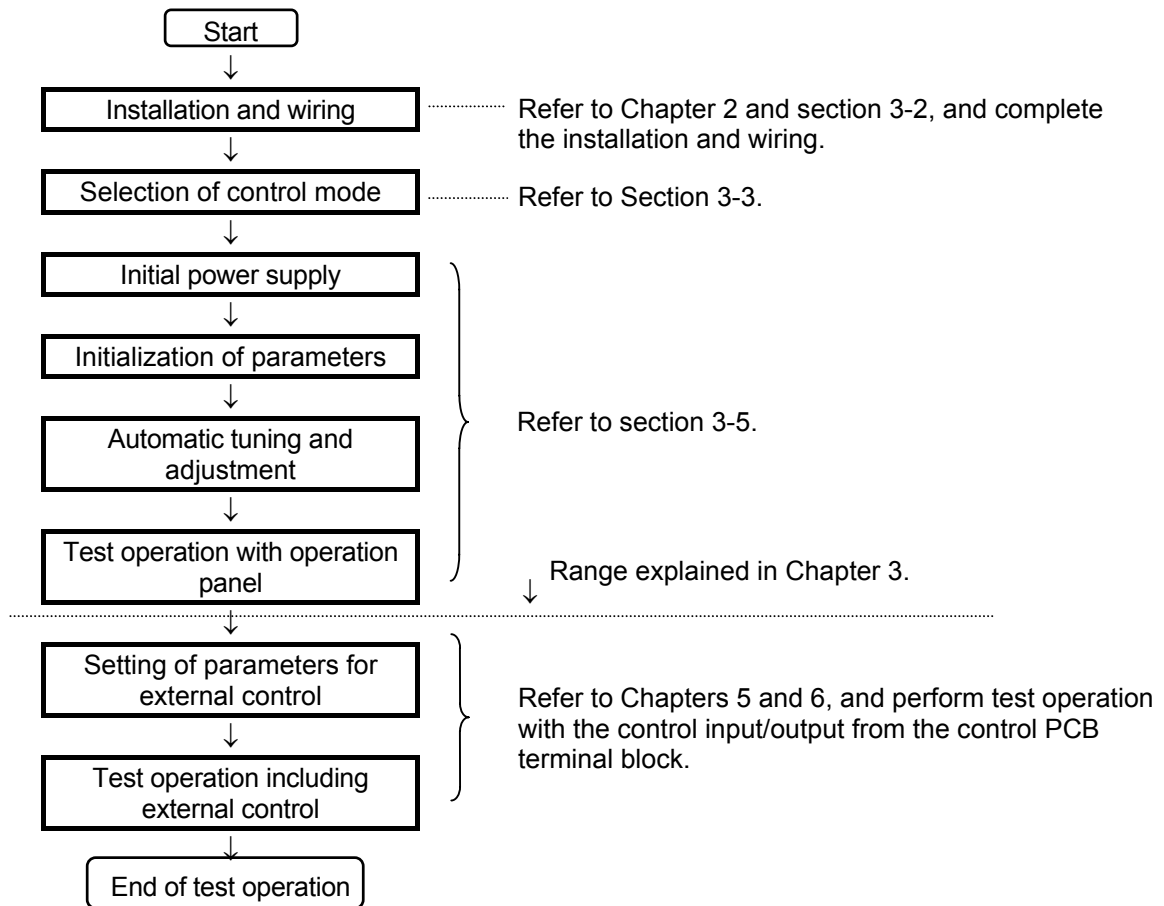 Start
↓
Installation and wiring
Refer to Chapter 2 and section 3-2, and complete
the installation and wiring.
↓
Selection of control mode
Refer to Section 3-3.
↓
Initial power supply
↓
Initialization of parameters
↓
Automatic tuning and
adjustment
Refer to section 3-5.
↓
Test operation with operation
panel
↓ Range explained in Chapter 3.
↓
Setting of parameters for
external control
Refer to Chapters 5 and 6, and perform test operation
with the control input/output from the control PCB
terminal block.
↓
Test operation including
external control
↓
End of test operation